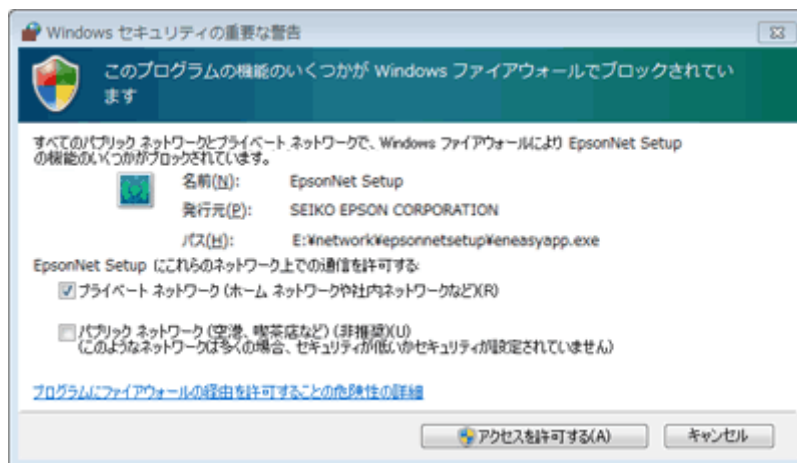 Windows セキュリティの重要な警告
このプログラムの機能のいくつかが Windows ファイアウォールでブロックされてい
ます
すべてのパブリック ネットワークとプライベート ネットワークで、Windows ファイアウォールにより EpsonNet Setup
の機能のいくつかがブロックされています。
名前(N): EpsonNet Setup
発行元(P): SEIKO EPSON CORPORATION
パス(H): E:¥network¥epsonnetsetup¥eneasyapp.exe
EpsonNet Setup にこれらのネットワーク上での通信を許可する:
プライベート ネットワーク (ホーム ネットワークや社内ネットワークなど)(R)
パブリック ネットワーク (空港、喫茶店など) (非推奨)(U)
(このようなネットワークは多くの場合、セキュリティが低いかセキュリティが設定されていません)
プログラムにファイアウォールの経由を許可することの危険性の詳細
アクセスを許可する(A) キャンセル